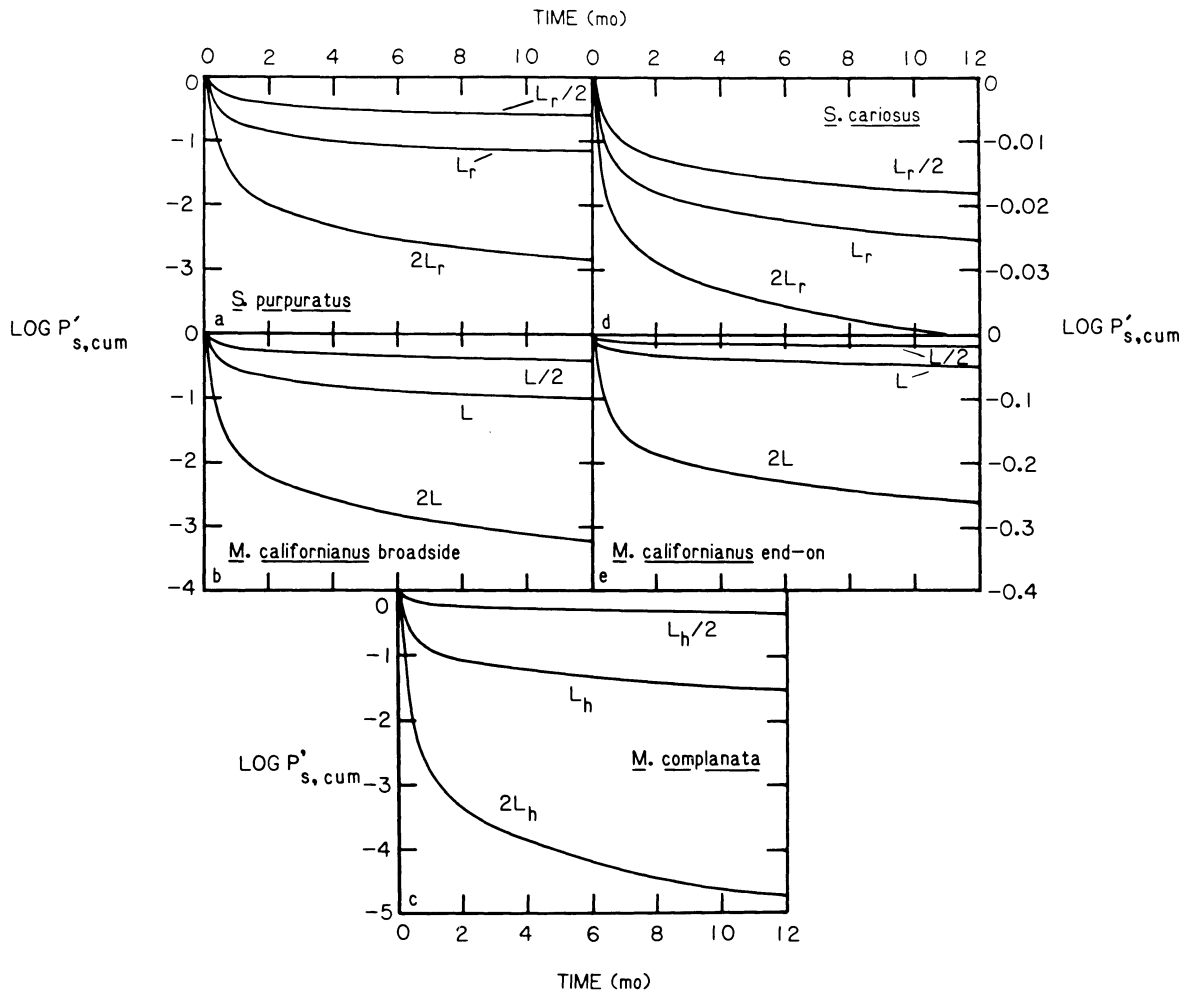 TIME (mo)
0 2 4 6 8 10 0 2 4 6 8 10 12
0
-1
-2
-3
0
-1
-2
-3
-4
LOG P′s,cum
Lr/2
Lr
2Lr
S. purpuratus
a
0
-0.01
-0.02
-0.03
0
-0.1
-0.2
-0.3
-0.4
LOG P′s,cum
S. cariosus
Lr/2
Lr
2Lr
d
L/2
L
2L
M. californianus broadside
b
L/2
L
2L
M. californianus end-on
e
0
-1
-2
-3
-4
-5
LOG P′s,cum
Lh/2
Lh
M. complanata
2Lh
c
0 2 4 6 8 10 12
TIME (mo)